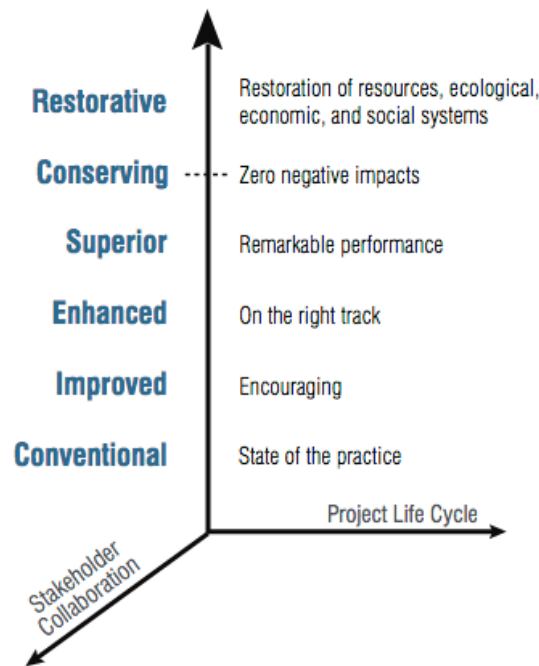 Restorative
Restoration of resources, ecological,
economic, and social systems
Conserving
Zero negative impacts
Superior
Remarkable performance
Enhanced
On the right track
Improved
Encouraging
Conventional
State of the practice
Project Life Cycle
Stakeholder
Collaboration